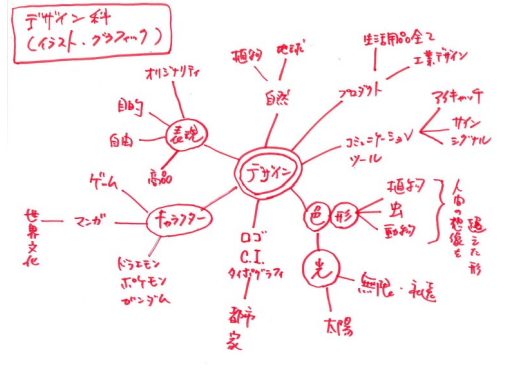 デザイン科
(イラスト・グラフィック)
オリジナリティ
目的
自由
表現
商品
植物
地球
自然
生活用品全て
工業デザイン
プロダクト
アイキャッチ
サイン
シグナル
コミュニケーション
ツール
デザイン
ゲーム
マンガ
世界文化
キャラクター
ドラエモン
ポケモン
ガンダム
ロゴ
C.I.
タイポグラフィ
都市
家
色
形
植物
虫
動物
人間の想像を
超えた形
光
無限・永遠
太陽